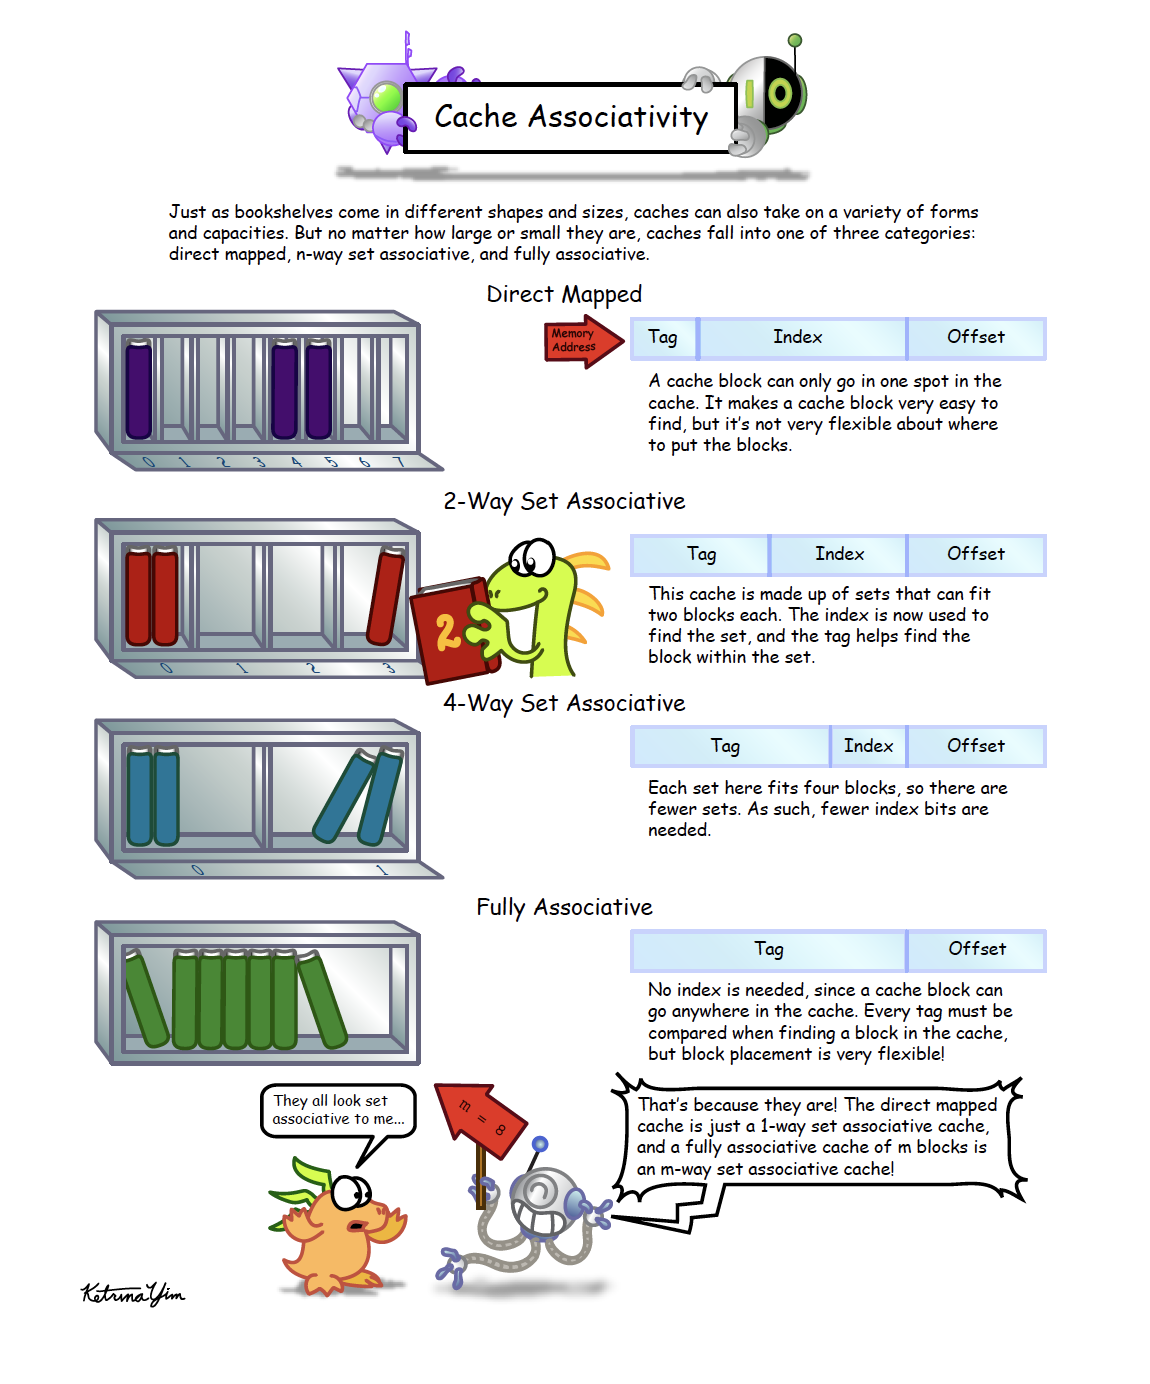 Cache Associativity
Just as bookshelves come in different shapes and sizes, caches can also take on a variety of forms
and capacities. But no matter how large or small they are, caches fall into one of three categories:
direct mapped, n-way set associative, and fully associative.
Direct Mapped
Memory
Address
Tag Index Offset
A cache block can only go in one spot in the
cache. It makes a cache block very easy to
find, but it's not very flexible about where
to put the blocks.
0 1 2 3 4 5 6 7
2-Way Set Associative
Tag Index Offset
This cache is made up of sets that can fit
two blocks each. The index is now used to
find the set, and the tag helps find the
block within the set.
2
0 1 2 3
4-Way Set Associative
Tag Index Offset
Each set here fits four blocks, so there are
fewer sets. As such, fewer index bits are
needed.
0 1
Fully Associative
Tag Offset
No index is needed, since a cache block can
go anywhere in the cache. Every tag must be
compared when finding a block in the cache,
but block placement is very flexible!
They all look set
associative to me...
m = 8
That's because they are! The direct mapped
cache is just a 1-way set associative cache,
and a fully associative cache of m blocks is
an m-way set associative cache!
Ketrina Yim